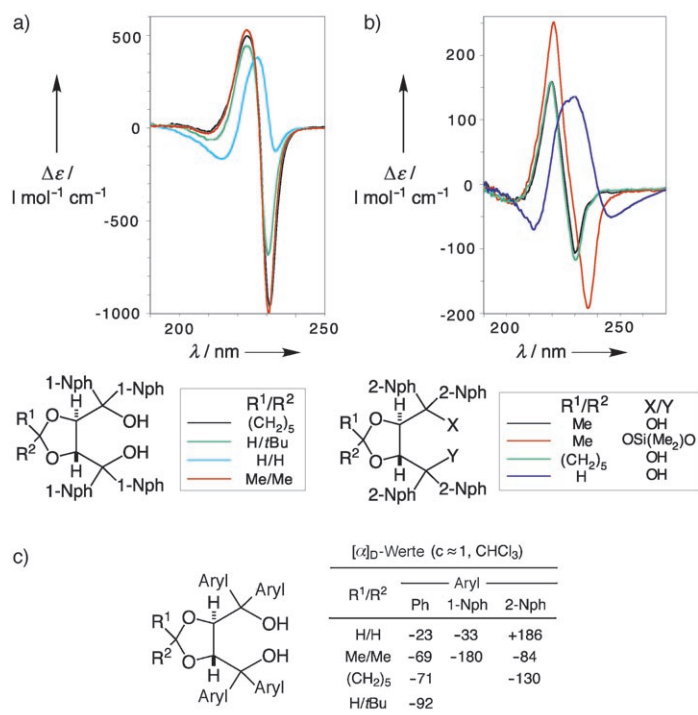 a)
b)
500
0
-500
-1000
Δε /
l mol⁻¹ cm⁻¹
200
250
λ / nm
200
100
0
-100
-200
Δε /
l mol⁻¹ cm⁻¹
200
250
λ / nm
1-Nph 1-Nph
R¹ O H OH
R² O H OH
1-Nph 1-Nph
R¹/R²
(CH₂)₅
H/tBu
H/H
Me/Me
2-Nph 2-Nph
R¹ O H X
R² O H Y
2-Nph 2-Nph
R¹/R² X/Y
Me OH
Me OSi(Me₂)O
(CH₂)₅ OH
H OH
c)
Aryl Aryl
R¹ O H OH
R² O H OH
Aryl Aryl
[α]D-Werte (c ≈ 1, CHCl₃)
R¹/R² Aryl
Ph 1-Nph 2-Nph
H/H −23 −33 +186
Me/Me −69 −180 −84
(CH₂)₅ −71 −130
H/tBu −92